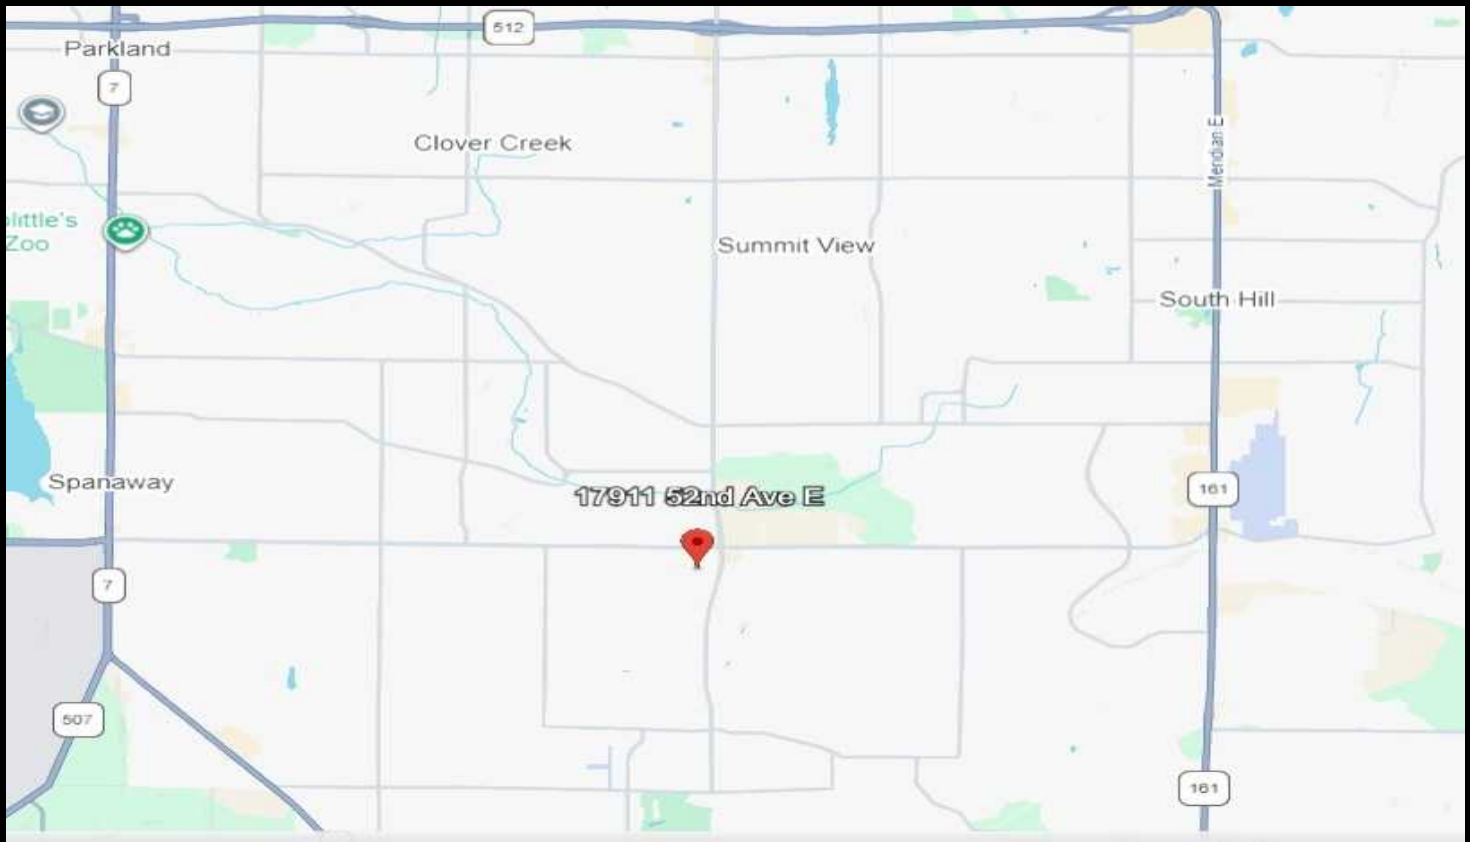 512
Parkland
7
Clover Creek
Meridian E
olittle's
Zoo
Summit View
South Hill
Spanaway
17911 52nd Ave E
161
7
507
161